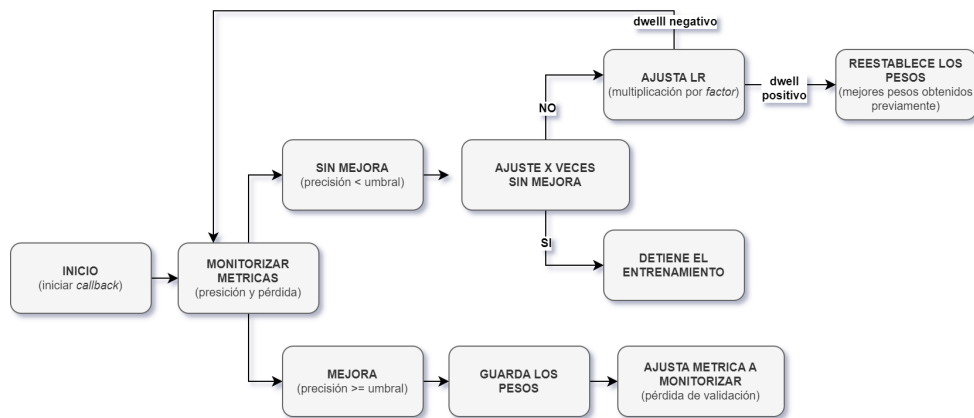 dwelll negativo
AJUSTA LR
(multiplicación por factor)
dwell
positivo
REESTABLECE LOS
PESOS
(mejores pesos obtenidos
previamente)
NO
SIN MEJORA
(precisión < umbral)
AJUSTE X VECES
SIN MEJORA
SI
INICIO
(iniciar callback)
MONITORIZAR
METRICAS
(presición y pérdida)
DETIENE EL
ENTRENAMIENTO
MEJORA
(precisión >= umbral)
GUARDA LOS
PESOS
AJUSTA METRICA A
MONITORIZAR
(pérdida de validación)